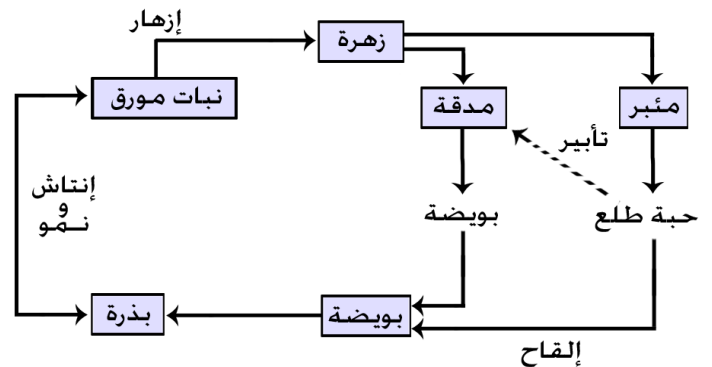 إزهار
زهرة
نبات مورق
مدقة
مئبر
تأبير
إنتاش
و
نمو
بويضة
حبة طلع
بذرة
بويضة
إلقاح